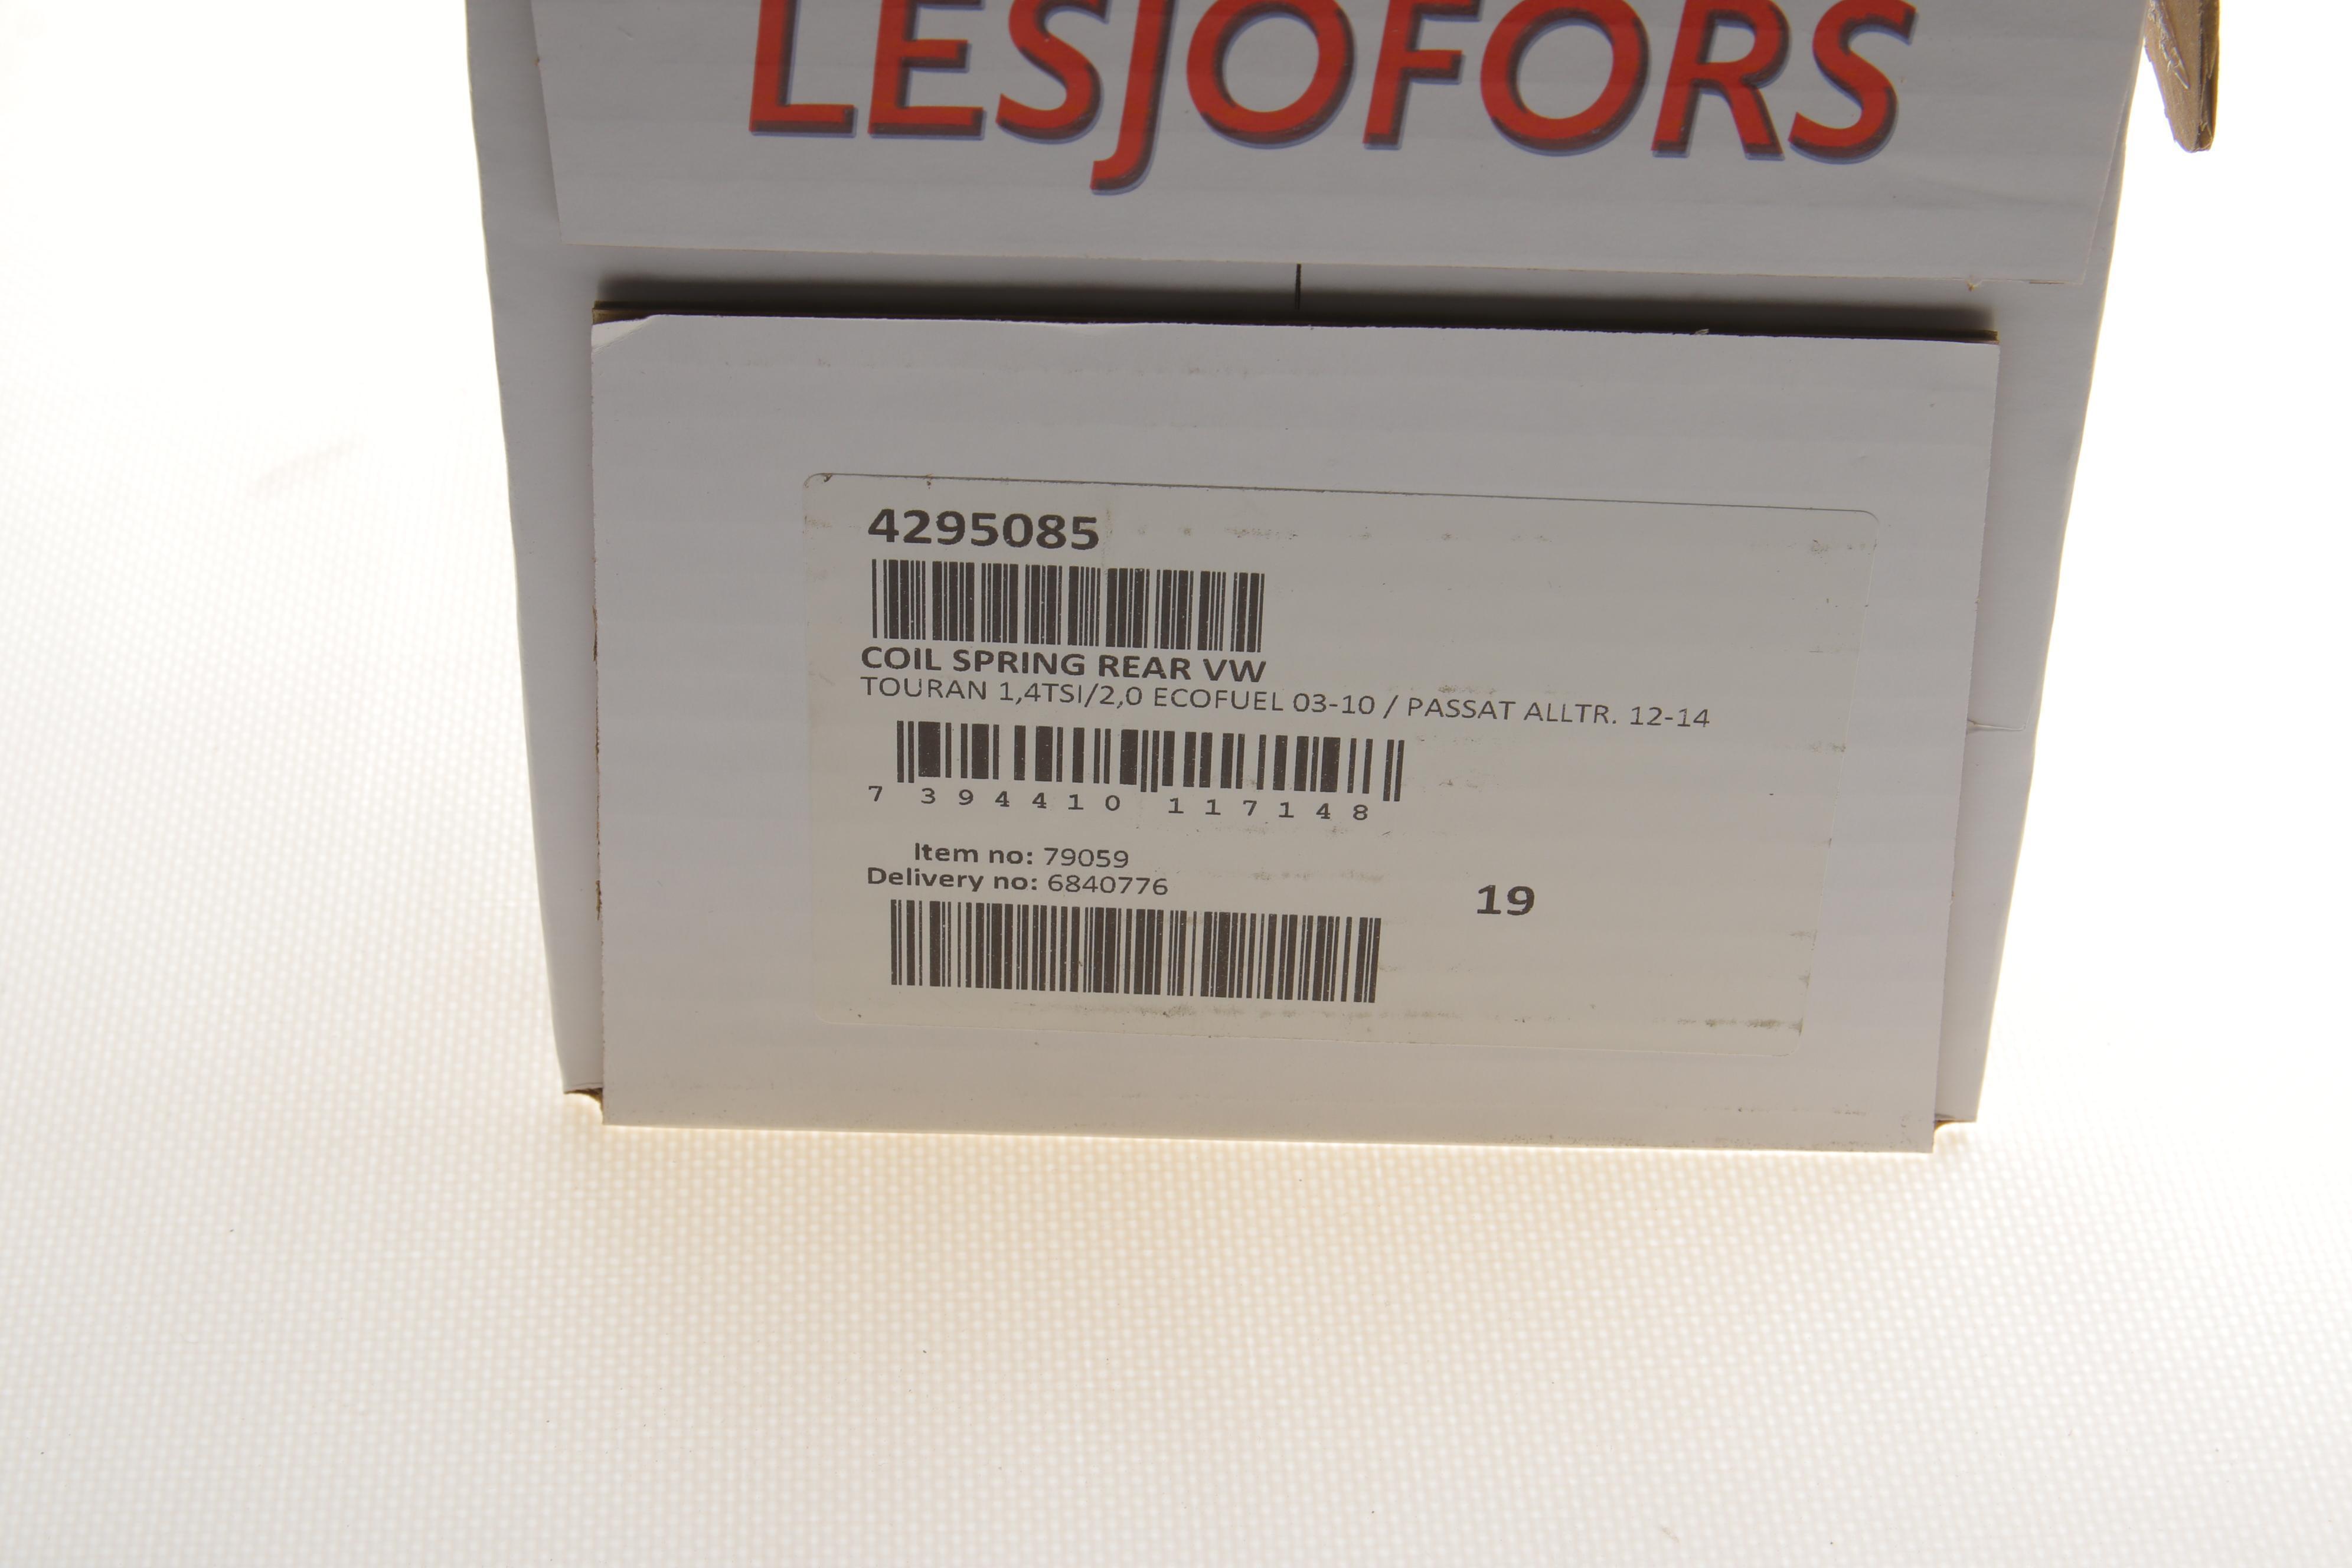 LESJOFORS
4295085
COIL SPRING REAR VW
TOURAN 1,4TSI/2,0 ECOFUEL 03-10 / PASSAT ALLTR. 12-14
7 394410 117148
Item no: 79059
Delivery no: 6840776
19